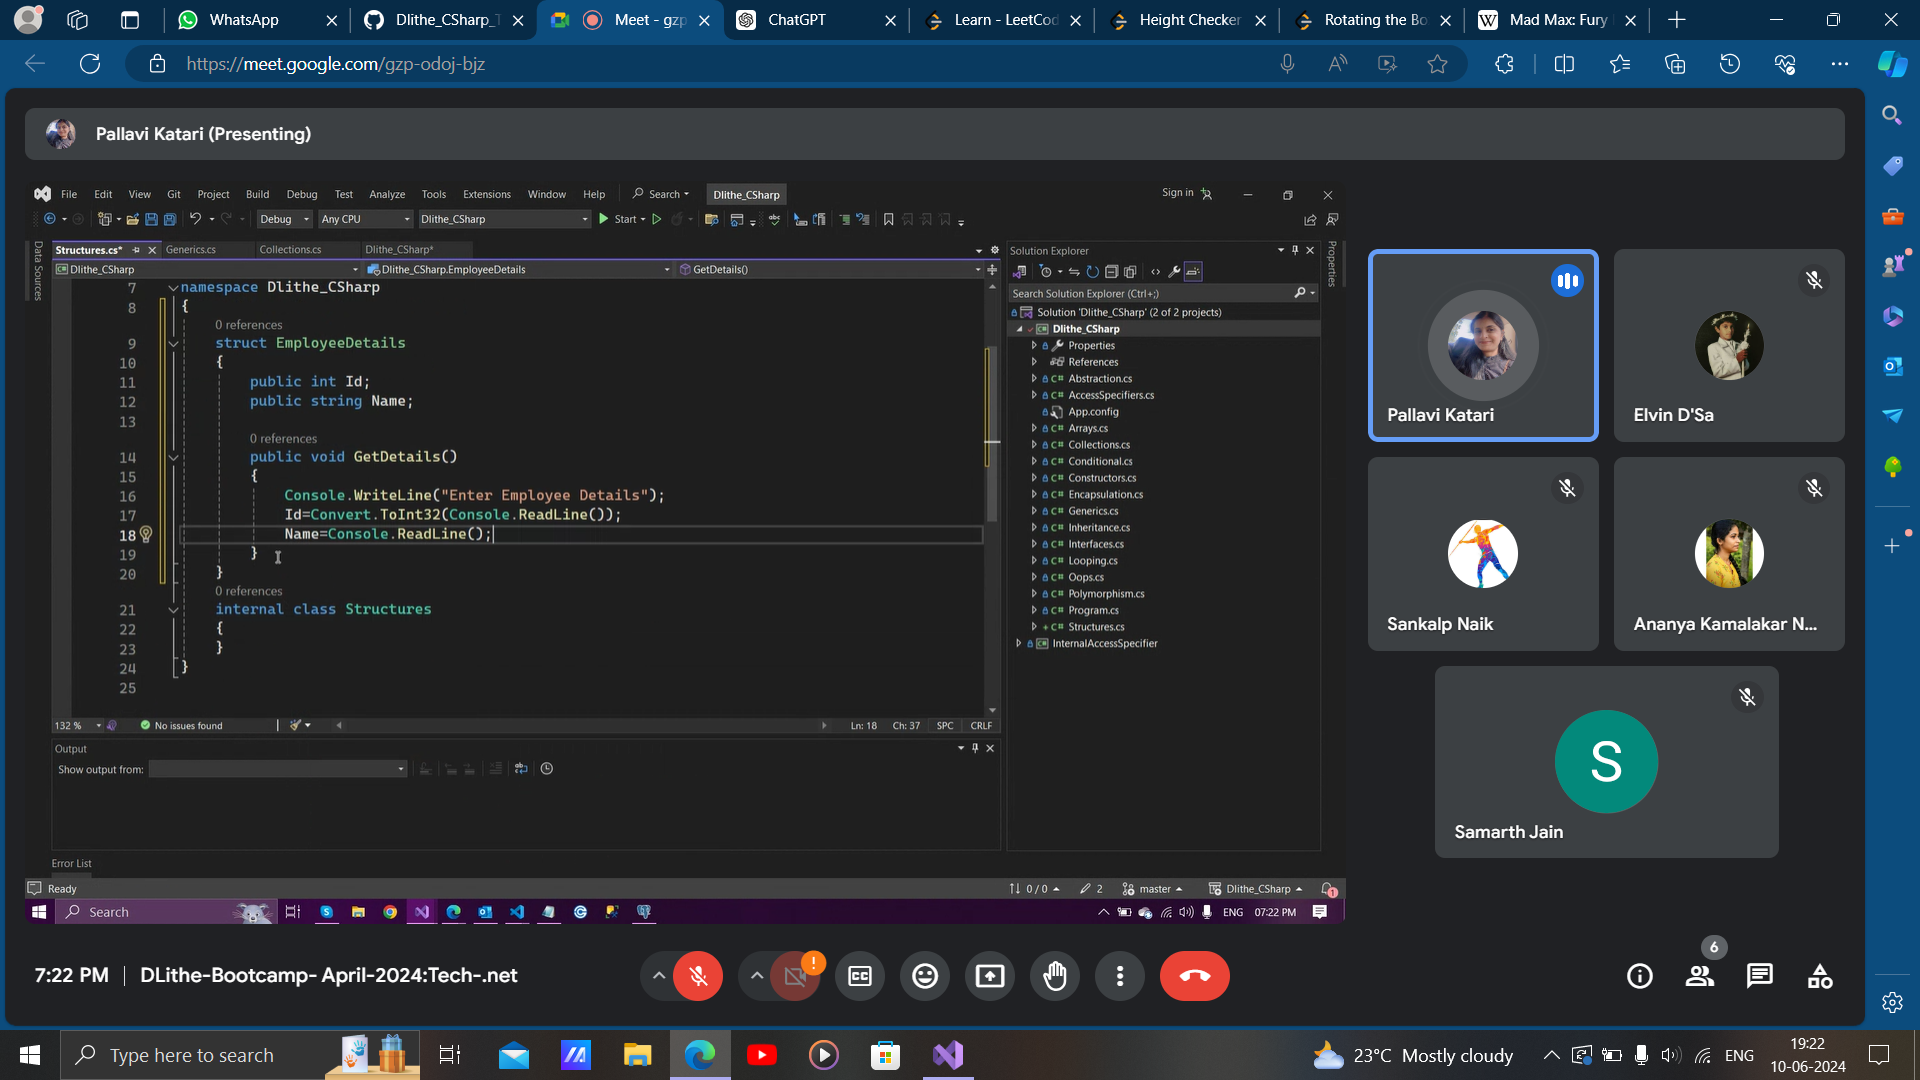 WhatsApp
Dlithe_CSharp_T
Meet - gzp
ChatGPT
Learn - LeetCod
Height Checker
Rotating the Bo
Mad Max: Fury
https://meet.google.com/gzp-odoj-bjz
Pallavi Katari (Presenting)
File Edit View Git Project Build Debug Test Analyze Tools Extensions Window Help Search Dlithe_CSharp Sign in
Debug Any CPU Dlithe_CSharp Start
Structures.cs* Generics.cs Collections.cs Dlithe_CSharp*
Dlithe_CSharp Dlithe_CSharp.EmployeeDetails GetDetails()
Data Sources
7 namespace Dlithe_CSharp
8 {
0 references
9 struct EmployeeDetails
10 {
11 public int Id;
12 public string Name;
13
0 references
14 public void GetDetails()
15 {
16 Console.WriteLine("Enter Employee Details");
17 Id=Convert.ToInt32(Console.ReadLine());
18 Name=Console.ReadLine();
19 }
20 }
0 references
21 internal class Structures
22 {
23 }
24 }
25
132 % No issues found Ln: 18 Ch: 37 SPC CRLF
Output
Show output from:
Error List
Ready 0 / 0 2 master Dlithe_CSharp 1
Solution Explorer
Search Solution Explorer (Ctrl+;)
Solution 'Dlithe_CSharp' (2 of 2 projects)
Dlithe_CSharp
Properties
References
C# Abstraction.cs
C# AccessSpecifiers.cs
App.config
C# Arrays.cs
C# Collections.cs
C# Conditional.cs
C# Constructors.cs
C# Encapsulation.cs
C# Generics.cs
C# Inheritance.cs
C# Interfaces.cs
C# Looping.cs
C# Oops.cs
C# Polymorphism.cs
C# Program.cs
C# Structures.cs
InternalAccessSpecifier
Properties
Search ENG 07:22 PM
Pallavi Katari
Elvin D'Sa
Sankalp Naik
Ananya Kamalakar N...
S
Samarth Jain
7:22 PM | DLithe-Bootcamp- April-2024:Tech-.net
!
CC
6
Type here to search
23°C Mostly cloudy
ENG
19:22
10-06-2024